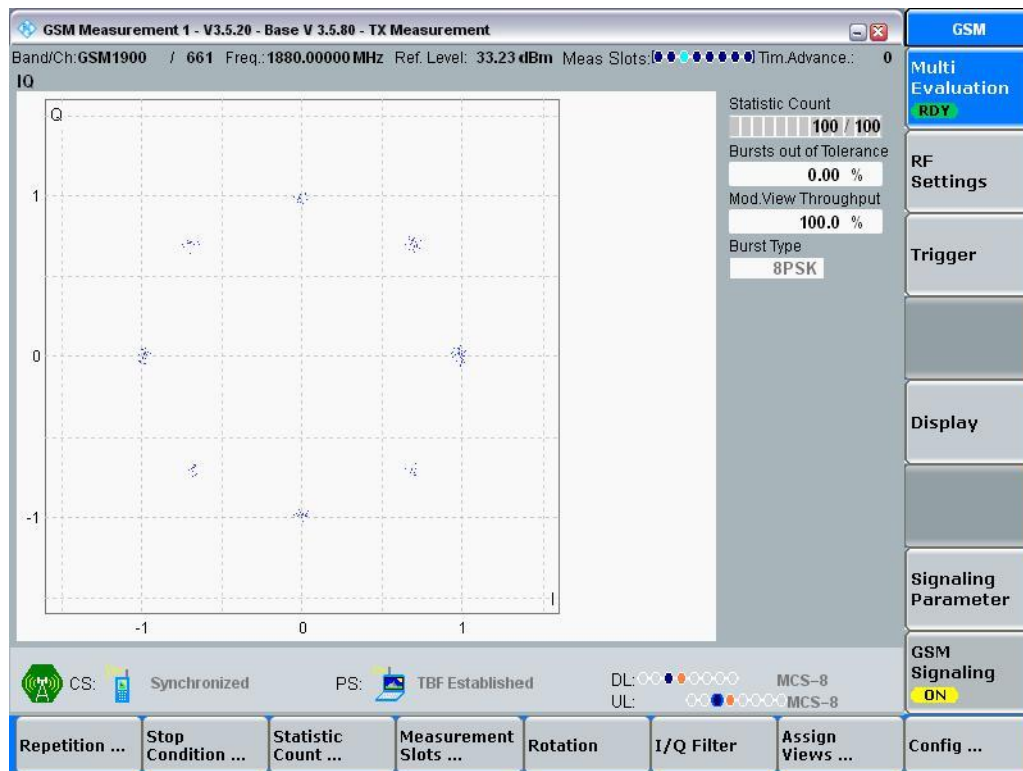 GSM Measurement 1 - V3.5.20 - Base V 3.5.80 - TX Measurement
GSM
Band/Ch:GSM1900 / 661 Freq.:1880.00000 MHz Ref. Level: 33.23 dBm Meas Slots: Tim.Advance.: 0
IQ
Multi
Evaluation
RDY
Q
Statistic Count
100 / 100
Bursts out of Tolerance
0.00 %
Mod.View Throughput
100.0 %
Burst Type
8PSK
RF
Settings
Trigger
1
0
-1
I
-1 0 1
Display
Signaling
Parameter
GSM
Signaling
ON
CS: Synchronized PS: TBF Established DL: MCS-8
UL: MCS-8
Repetition ...
Stop
Condition ...
Statistic
Count ...
Measurement
Slots ...
Rotation
I/Q Filter
Assign
Views ...
Config ...